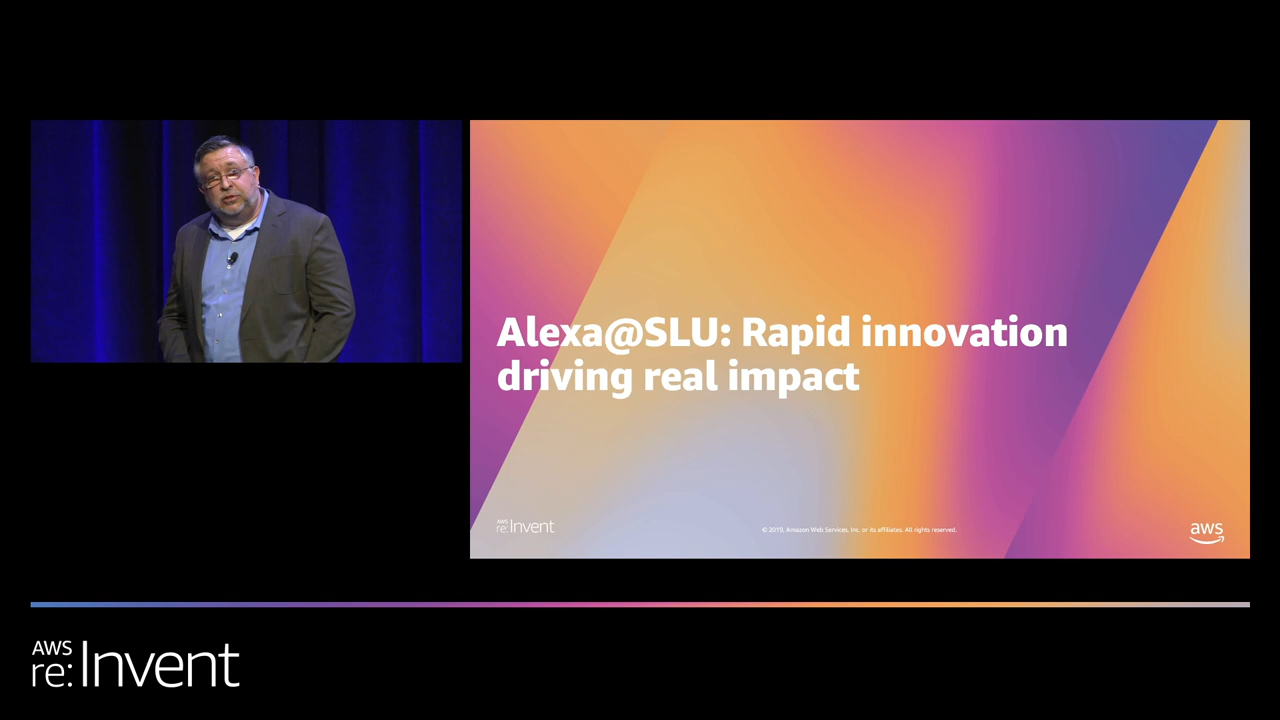 Alexa@SLU: Rapid innovation
driving real impact
AWS
re:Invent
© 2019, Amazon Web Services, Inc. or its affiliates. All rights reserved.
aws
AWS
re:Invent